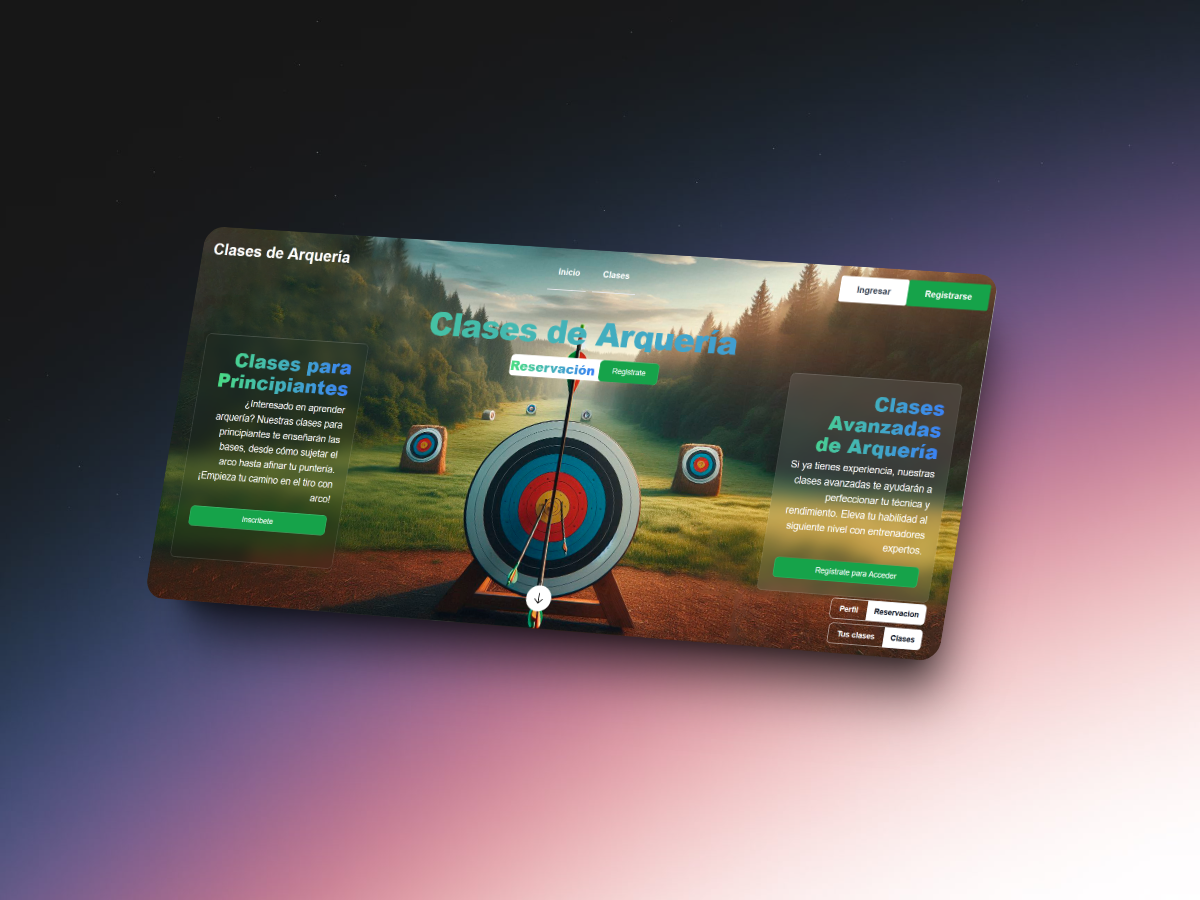 Clases de Arquería
Inicio
Clases
Ingresar
Registrarse
Clases de Arquería
Reservación
Registrate
Clases para
Principiantes
¿Interesado en aprender
arquería? Nuestras clases para
principiantes te enseñarán las
bases, desde cómo sujetar el
arco hasta afinar tu puntería.
¡Empieza tu camino en el tiro con
arco!
Inscribete
Clases
Avanzadas
de Arquería
Si ya tienes experiencia, nuestras
clases avanzadas te ayudarán a
perfeccionar tu técnica y
rendimiento. Eleva tu habilidad al
siguiente nivel con entrenadores
expertos.
Registrate para Acceder
Perfil
Reservacion
Tus clases
Clases